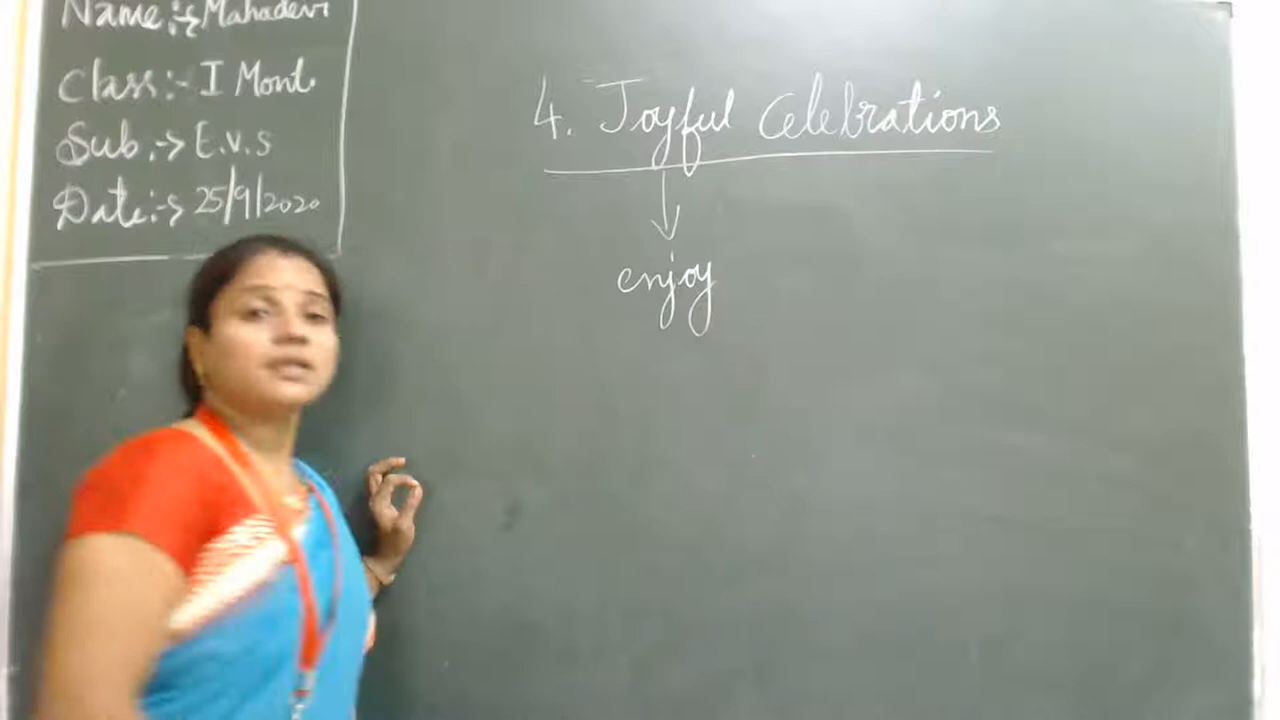 Name :-> Mahadevi
Class :- I Mont.
Sub :-> E.v.s
Date :-> 25/9/2020
4. Joyful Celebrations
enjoy